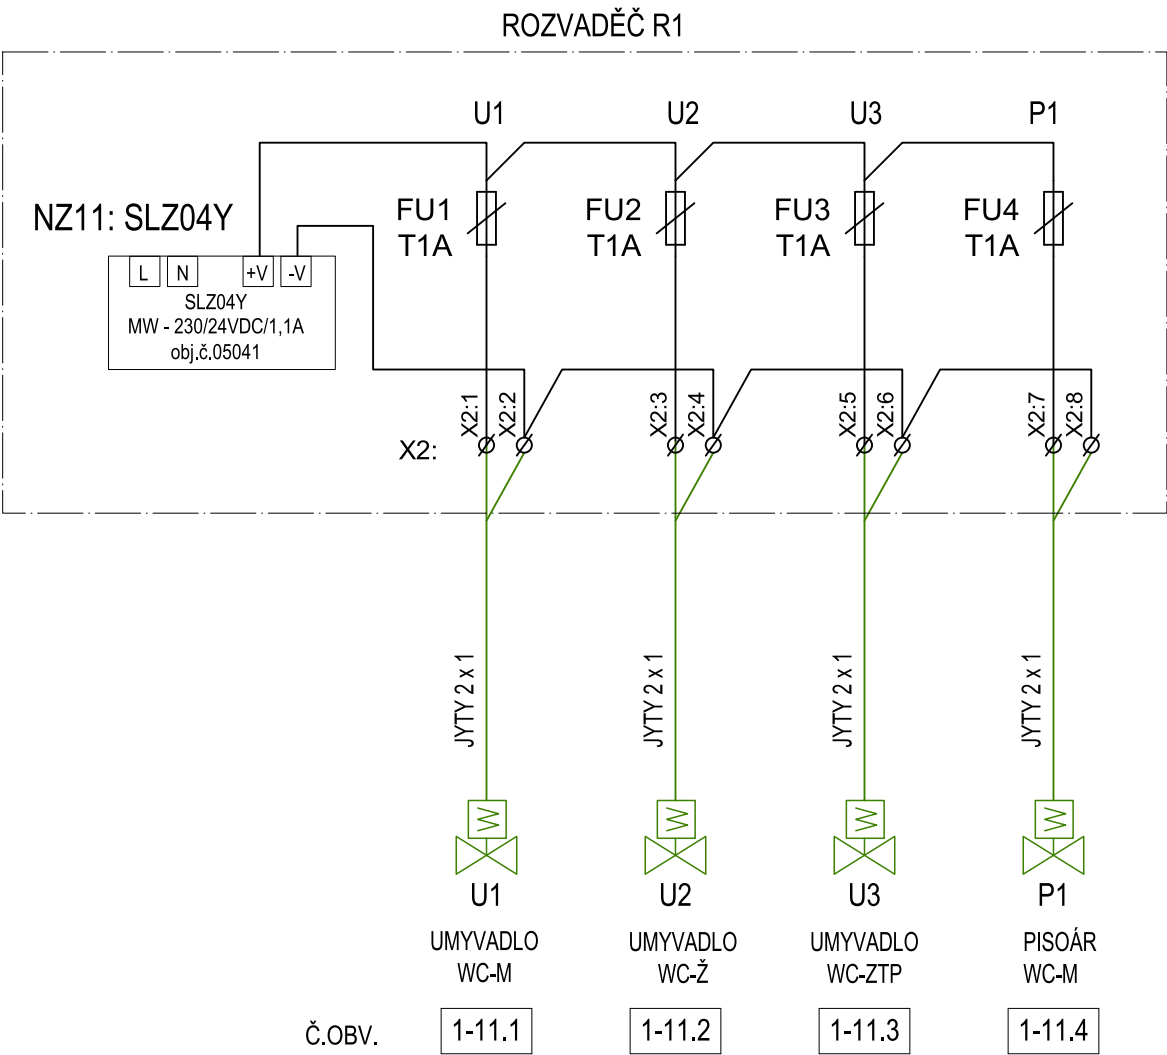 ROZVADĚČ R1
U1 U2 U3 P1
NZ11: SLZ04Y
FU1 FU2 FU3 FU4
T1A T1A T1A T1A
L N +V -V
SLZ04Y
MW - 230/24VDC/1,1A
obj.č.05041
X2:1 X2:2 X2:3 X2:4 X2:5 X2:6 X2:7 X2:8
X2:
JYTY 2 x 1 JYTY 2 x 1 JYTY 2 x 1 JYTY 2 x 1
U1 U2 U3 P1
UMYVADLO UMYVADLO UMYVADLO PISOÁR
WC-M WC-Ž WC-ZTP WC-M
Č.OBV. 1-11.1 1-11.2 1-11.3 1-11.4